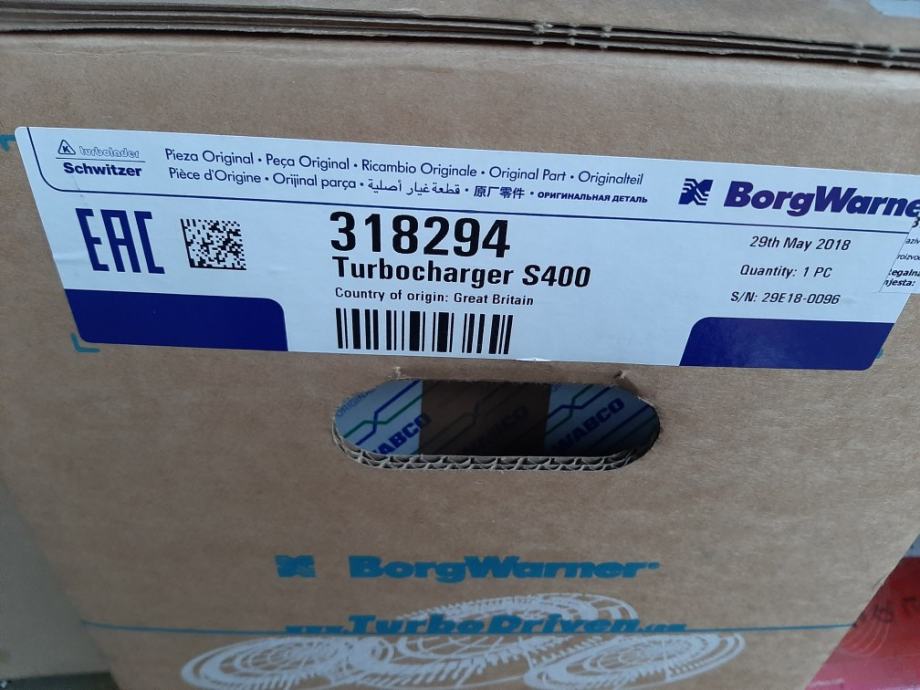 turbolader
Schwitzer
Pieza Original • Peça Original • Ricambio Originale • Original Part • Originalteil
Pièce d'Origine • Orijinal parça • قطعة غيار أصلية • 原厂零件 • ОРИГИНАЛЬНАЯ ДЕТАЛЬ
BorgWarne
EAC
318294
Turbocharger S400
Country of origin: Great Britain
29th May 2018
Quantity: 1 PC
S/N: 29E18-0096
WABCO
WABCO
BorgWarner
TurboDriven